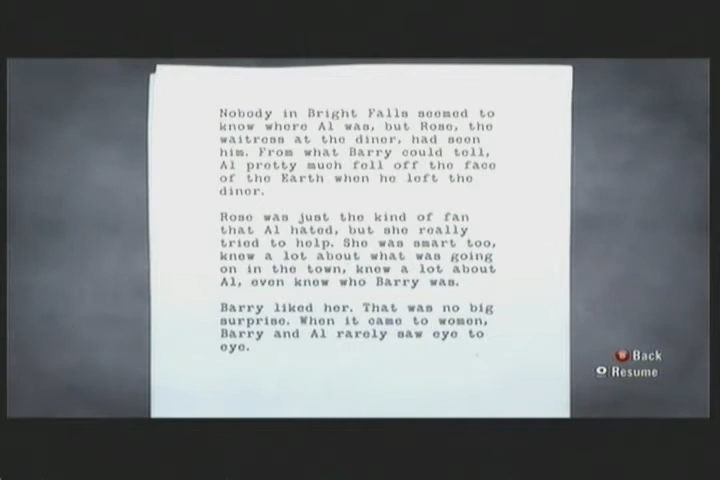 Nobody in Bright Falls seemed to
know where Al was, but Rose, the
waitress at the diner, had seen
him. From what Barry could tell,
Al pretty much fell off the face
of the Earth when he left the
diner.
Rose was just the kind of fan
that Al hated, but she really
tried to help. She was smart too,
knew a lot about what was going
on in the town, knew a lot about
Al, even knew who Barry was.
Barry liked her. That was no big
surprise. When it came to women,
Barry and Al rarely saw eye to
eye.
Back
Resume